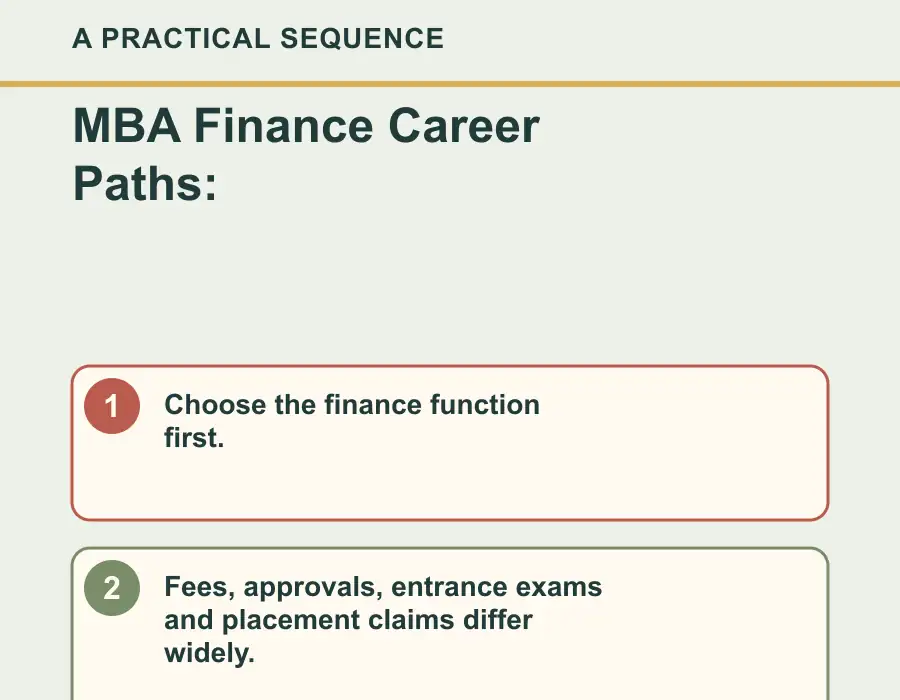 A PRACTICAL SEQUENCE
MBA Finance Career
Paths:
1
Choose the finance function
first.
2
Fees, approvals, entrance exams
and placement claims differ
widely.